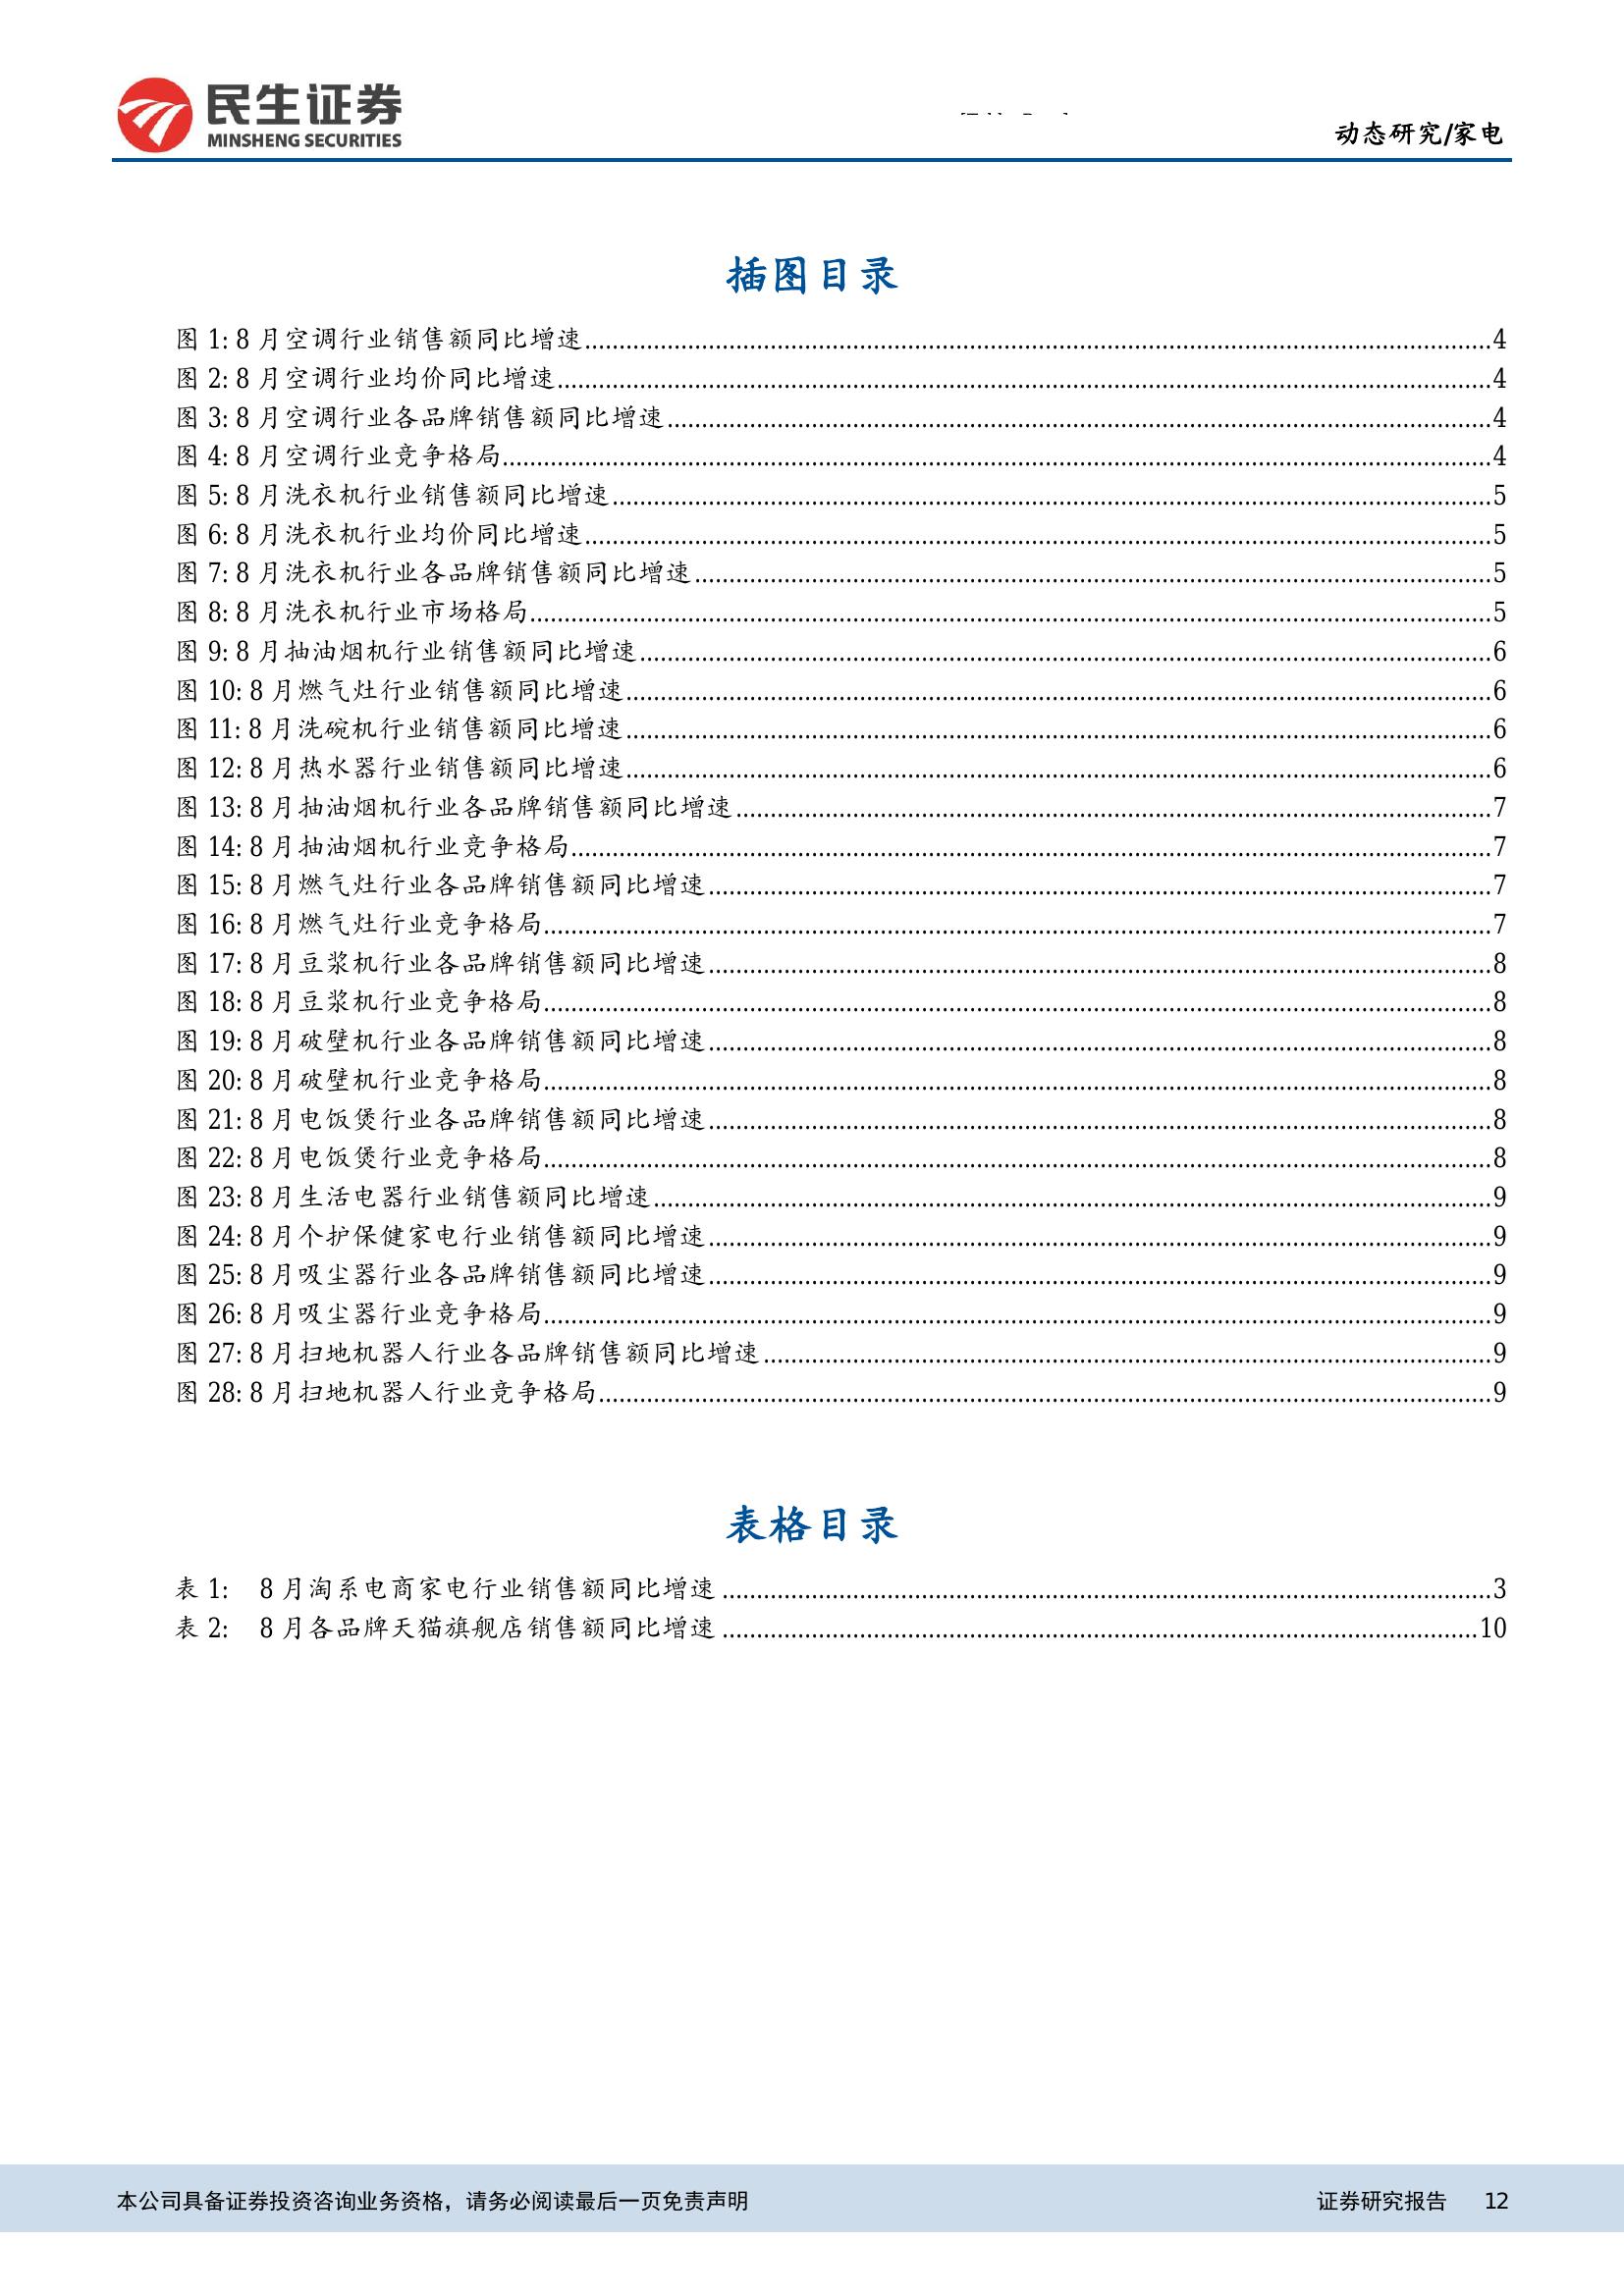 民生证券
MINSHENG SECURITIES
动态研究/家电
插图目录
图 1: 8 月空调行业销售额同比增速........4
图 2: 8 月空调行业均价同比增速........4
图 3: 8 月空调行业各品牌销售额同比增速........4
图 4: 8 月空调行业竞争格局........4
图 5: 8 月洗衣机行业销售额同比增速........5
图 6: 8 月洗衣机行业均价同比增速........5
图 7: 8 月洗衣机行业各品牌销售额同比增速........5
图 8: 8 月洗衣机行业市场格局........5
图 9: 8 月抽油烟机行业销售额同比增速........6
图 10: 8 月燃气灶行业销售额同比增速........6
图 11: 8 月洗碗机行业销售额同比增速........6
图 12: 8 月热水器行业销售额同比增速........6
图 13: 8 月抽油烟机行业各品牌销售额同比增速........7
图 14: 8 月抽油烟机行业竞争格局........7
图 15: 8 月燃气灶行业各品牌销售额同比增速........7
图 16: 8 月燃气灶行业竞争格局........7
图 17: 8 月豆浆机行业各品牌销售额同比增速........8
图 18: 8 月豆浆机行业竞争格局........8
图 19: 8 月破壁机行业各品牌销售额同比增速........8
图 20: 8 月破壁机行业竞争格局........8
图 21: 8 月电饭煲行业各品牌销售额同比增速........8
图 22: 8 月电饭煲行业竞争格局........8
图 23: 8 月生活电器行业销售额同比增速........9
图 24: 8 月个护保健家电行业销售额同比增速........9
图 25: 8 月吸尘器行业各品牌销售额同比增速........9
图 26: 8 月吸尘器行业竞争格局........9
图 27: 8 月扫地机器人行业各品牌销售额同比增速........9
图 28: 8 月扫地机器人行业竞争格局........9
表格目录
表 1: 8 月淘系电商家电行业销售额同比增速........3
表 2: 8 月各品牌天猫旗舰店销售额同比增速........10
本公司具备证券投资咨询业务资格，请务必阅读最后一页免责声明 证券研究报告 12